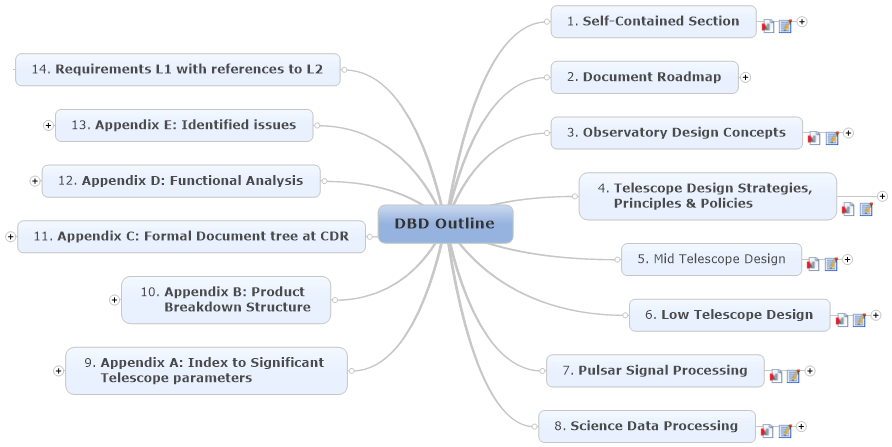 1. Self-Contained Section
2. Document Roadmap
3. Observatory Design Concepts
4. Telescope Design Strategies,
Principles & Policies
5. Mid Telescope Design
6. Low Telescope Design
7. Pulsar Signal Processing
8. Science Data Processing
DBD Outline
14. Requirements L1 with references to L2
13. Appendix E: Identified issues
12. Appendix D: Functional Analysis
11. Appendix C: Formal Document tree at CDR
10. Appendix B: Product
Breakdown Structure
9. Appendix A: Index to Significant
Telescope parameters